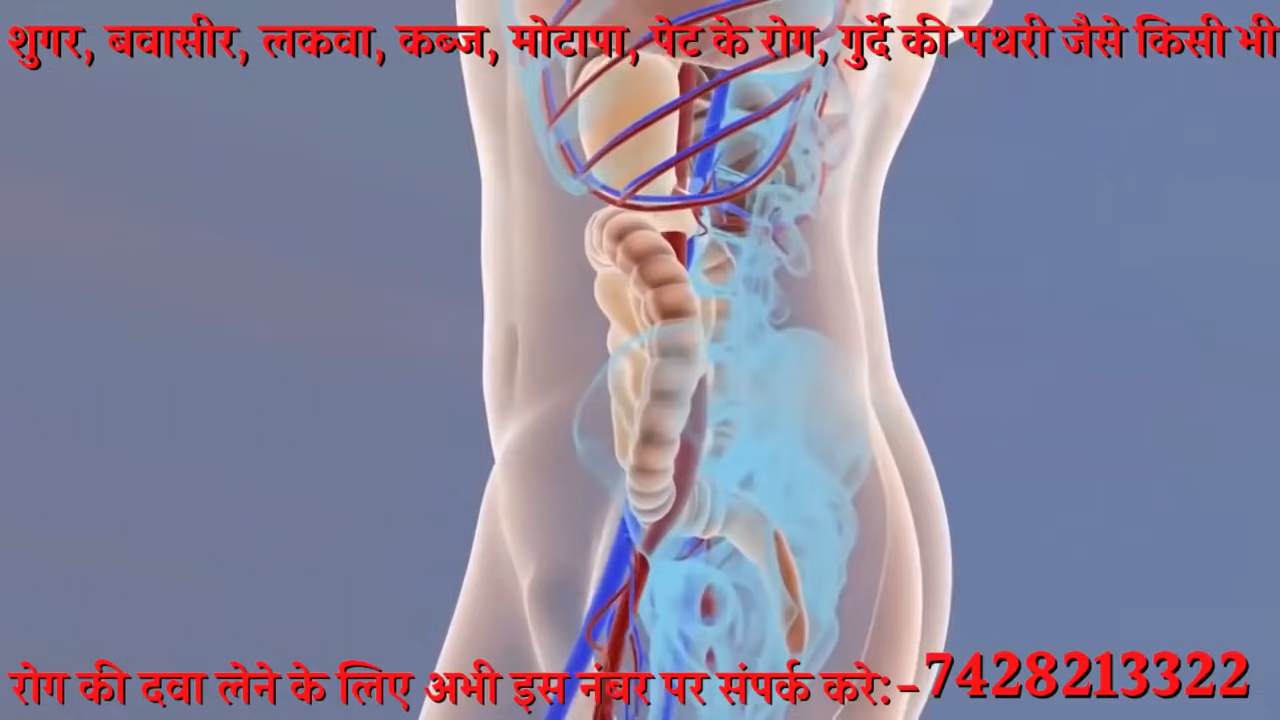 शुगर, बवासीर, लकवा, कब्ज, मोटापा, पेट के रोग, गुर्दे की पथरी जैसे किसी भी
रोग की दवा लेने के लिए अभी इस नंबर पर संपर्क करे:-7428213322